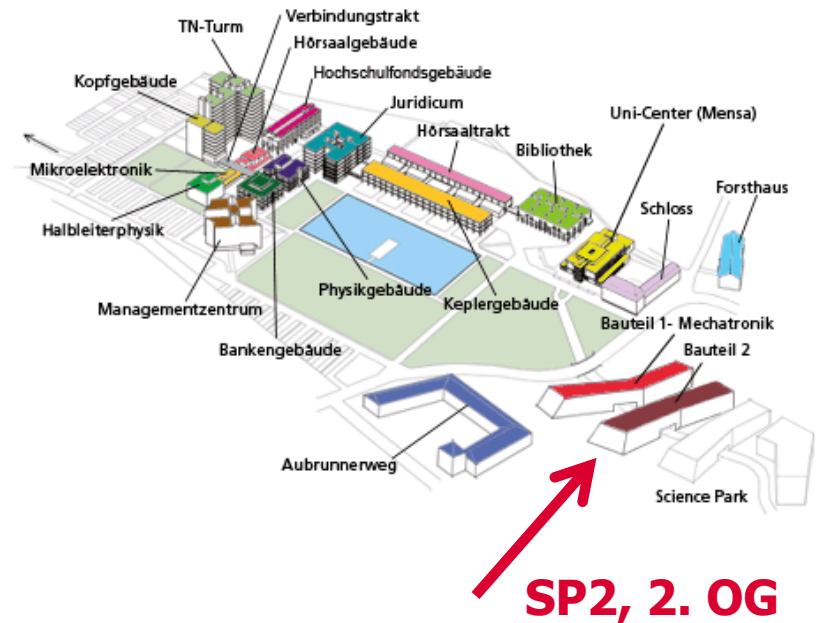 Verbindungstrakt
TN-Turm
Hörsaalgebäude
Hochschulfondsgebäude
Kopfgebäude
Juridicum
Uni-Center (Mensa)
Hörsaaltrakt
Bibliothek
Mikroelektronik
Forsthaus
Schloss
Halbleiterphysik
Physikgebäude
Keplergebäude
Managementzentrum
Bauteil 1- Mechatronik
Bankengebäude
Bauteil 2
Aubrunnerweg
Science Park
SP2, 2. OG